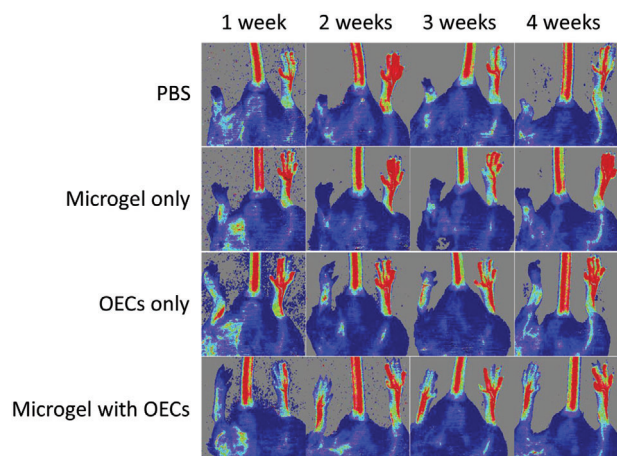 1 week 2 weeks 3 weeks 4 weeks
PBS
Microgel only
OECs only
Microgel with OECs